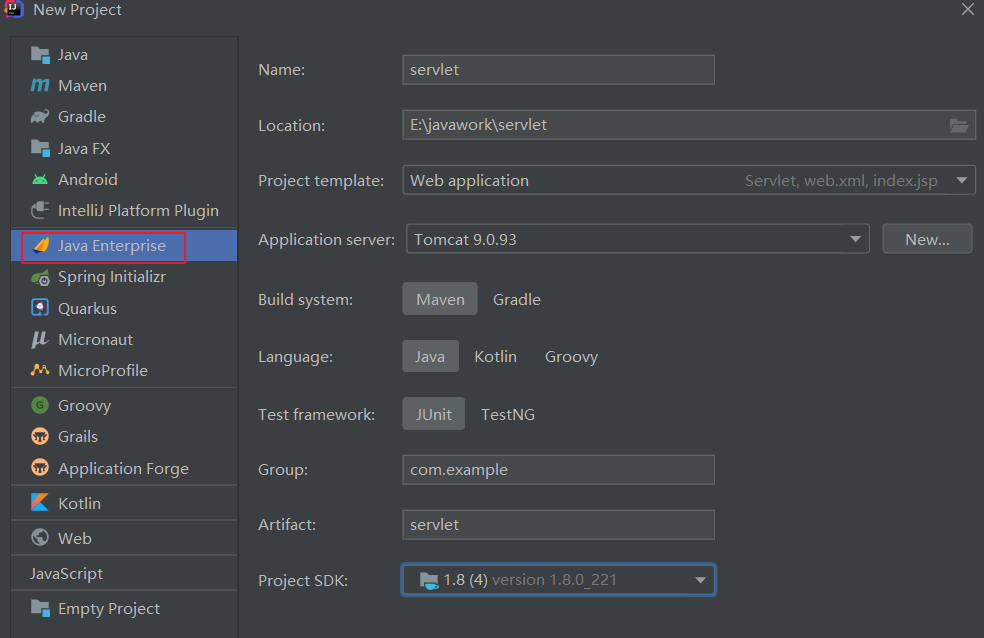 New Project
Java
Maven
Gradle
Java FX
Android
IntelliJ Platform Plugin
Java Enterprise
Spring Initializr
Quarkus
Micronaut
MicroProfile
Groovy
Grails
Application Forge
Kotlin
Web
JavaScript
Empty Project
Name: servlet
Location: E:\javawork\servlet
Project template: Web application Servlet, web.xml, index.jsp
Application server: Tomcat 9.0.93 New...
Build system: Maven Gradle
Language: Java Kotlin Groovy
Test framework: JUnit TestNG
Group: com.example
Artifact: servlet
Project SDK: 1.8 (4) version 1.8.0_221